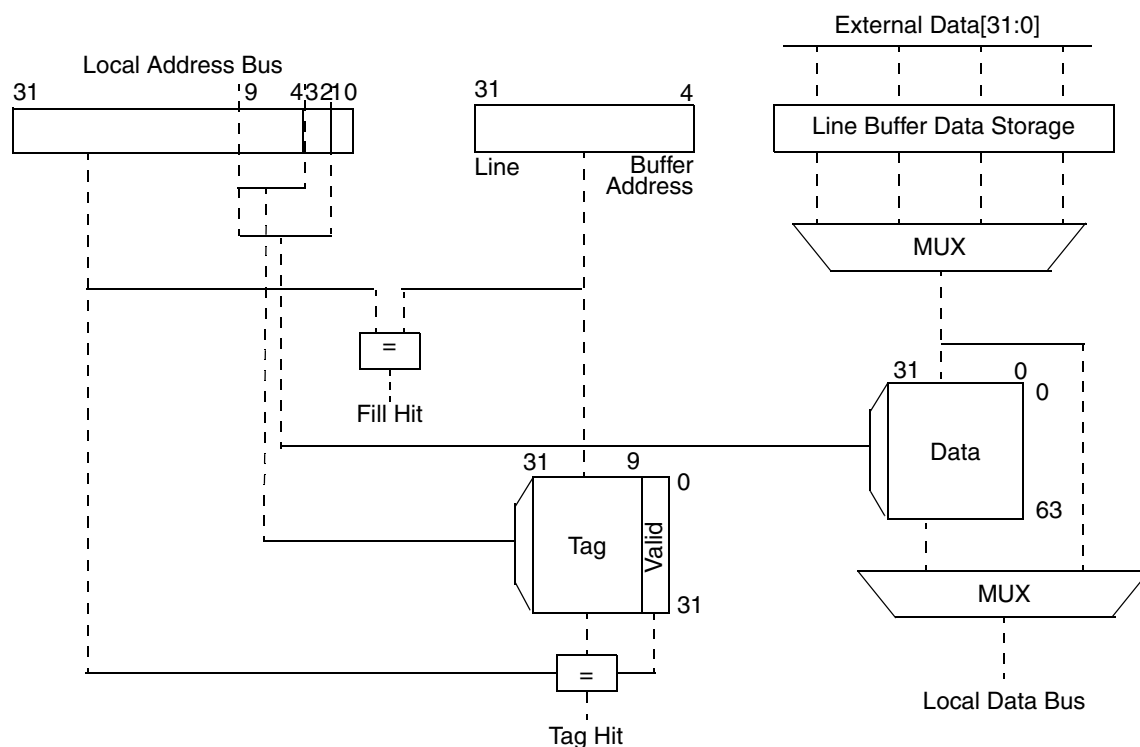 External Data[31:0]
Local Address Bus
31 9 4 3 2 1 0
31 4
Line Buffer Data Storage
Line Buffer
Address
MUX
=
Fill Hit
31 0
0
Data
63
31 9
0
Tag
Valid
31
MUX
=
Local Data Bus
Tag Hit